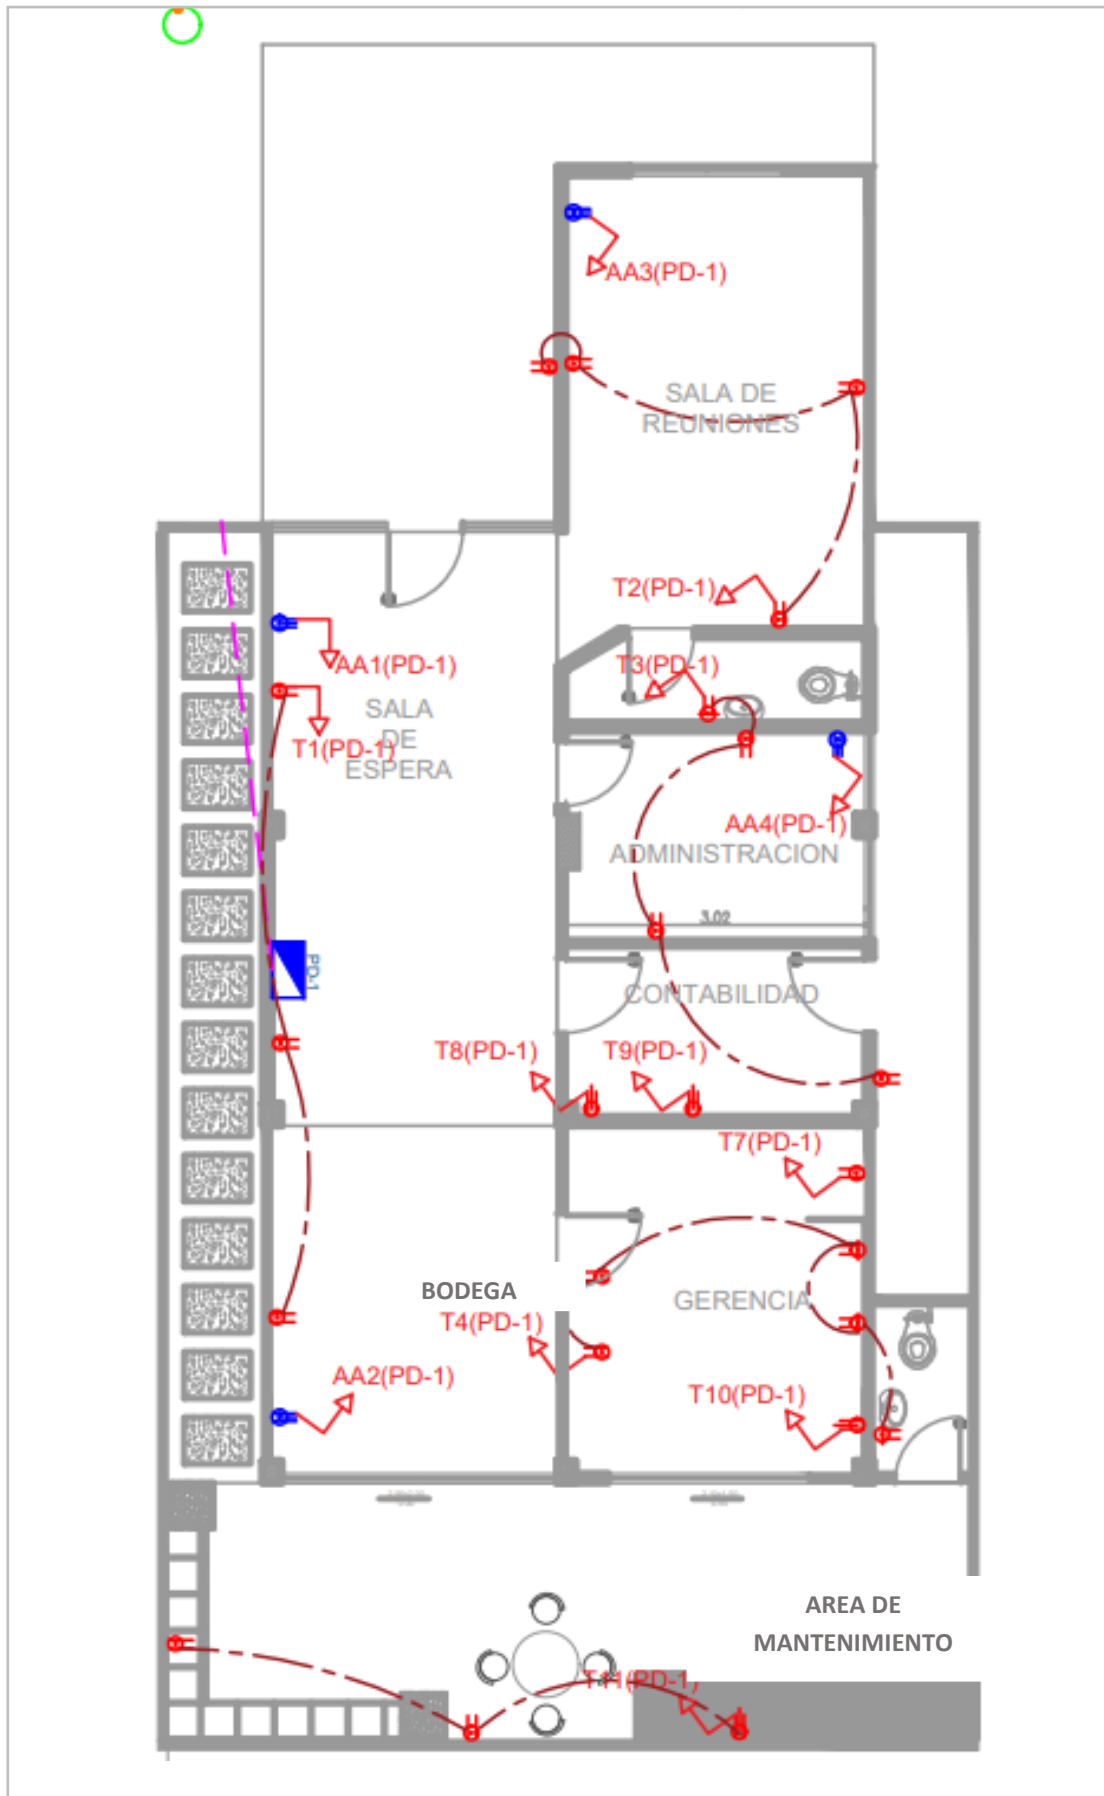 AA3(PD-1)
SALA DE
REUNIONES
T2(PD-1)
T3(PD-1)
AA1(PD-1)
SALA
DE
ESPERA
T1(PD-1)
AA4(PD-1)
ADMINISTRACION
3.02
PD-1
CONTABILIDAD
T8(PD-1)
T9(PD-1)
T7(PD-1)
BODEGA
GERENCIA
T4(PD-1)
AA2(PD-1)
T10(PD-1)
AREA DE
MANTENIMIENTO
T11(PD-1)